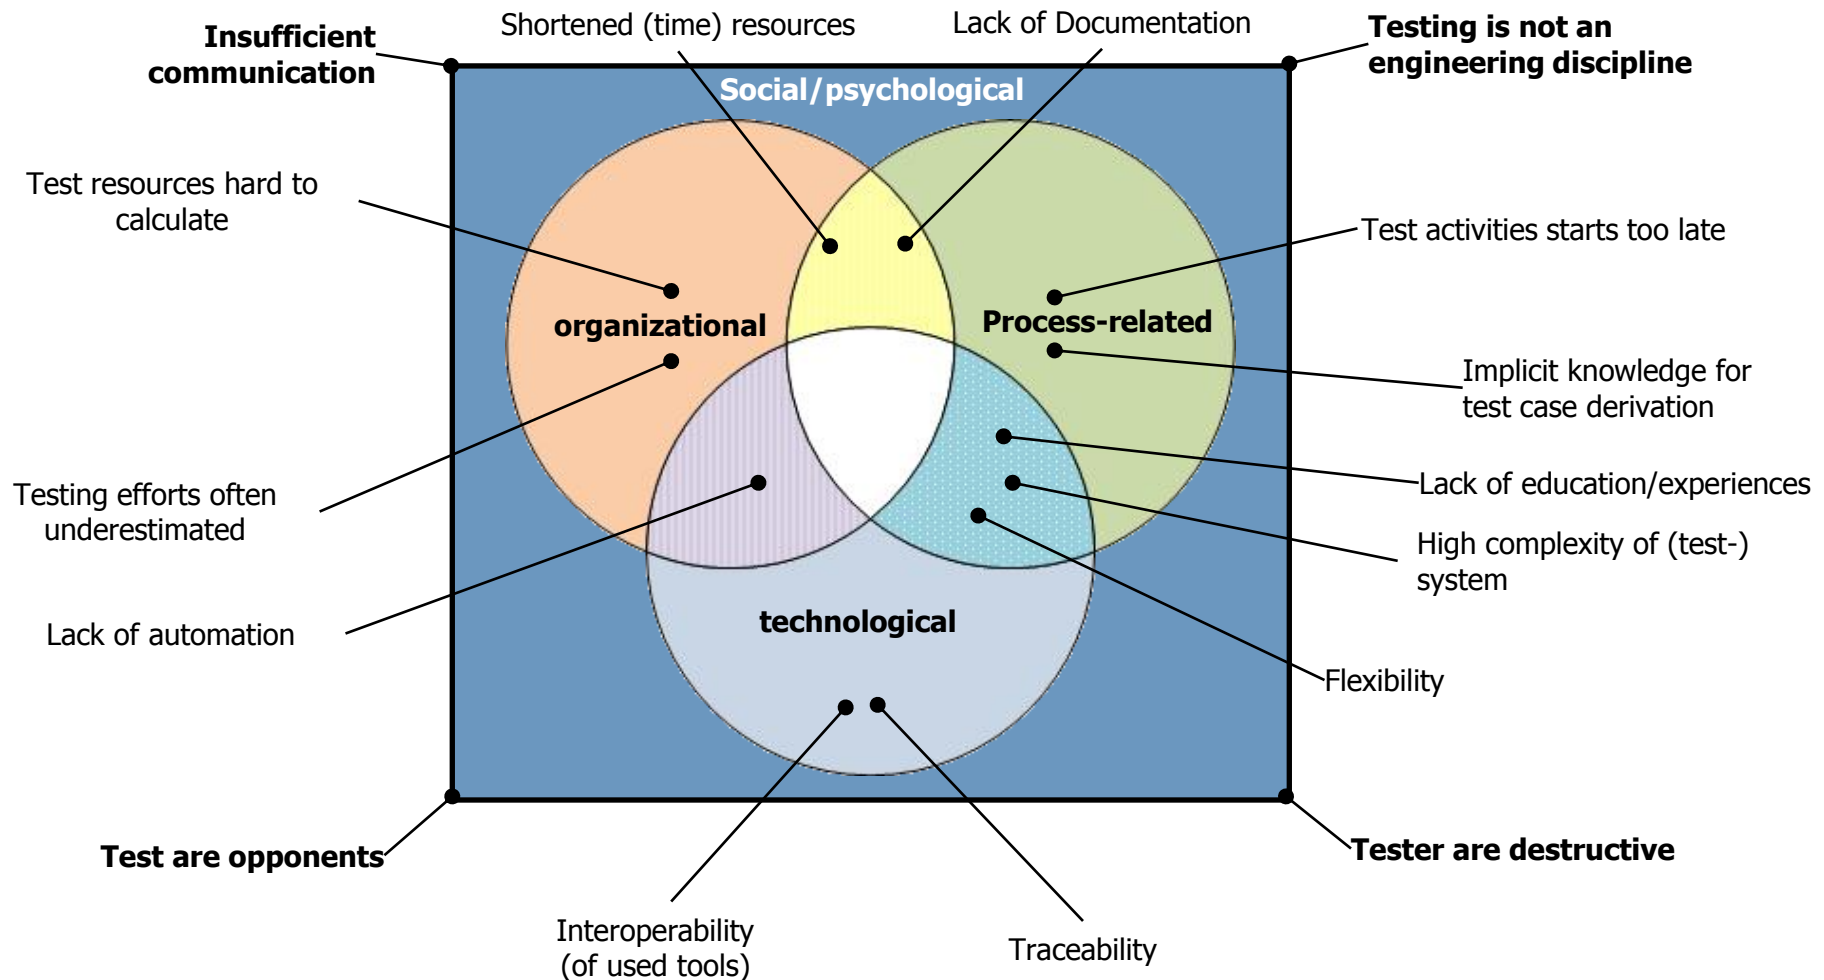 Insufficient
communication
Shortened (time) resources
Lack of Documentation
Testing is not an
engineering discipline
Social/psychological
Test resources hard to
calculate
Test activities starts too late
organizational
Process-related
Implicit knowledge for
test case derivation
Testing efforts often
underestimated
Lack of education/experiences
High complexity of (test-)
system
Lack of automation
technological
Flexibility
Test are opponents
Tester are destructive
Interoperability
(of used tools)
Traceability